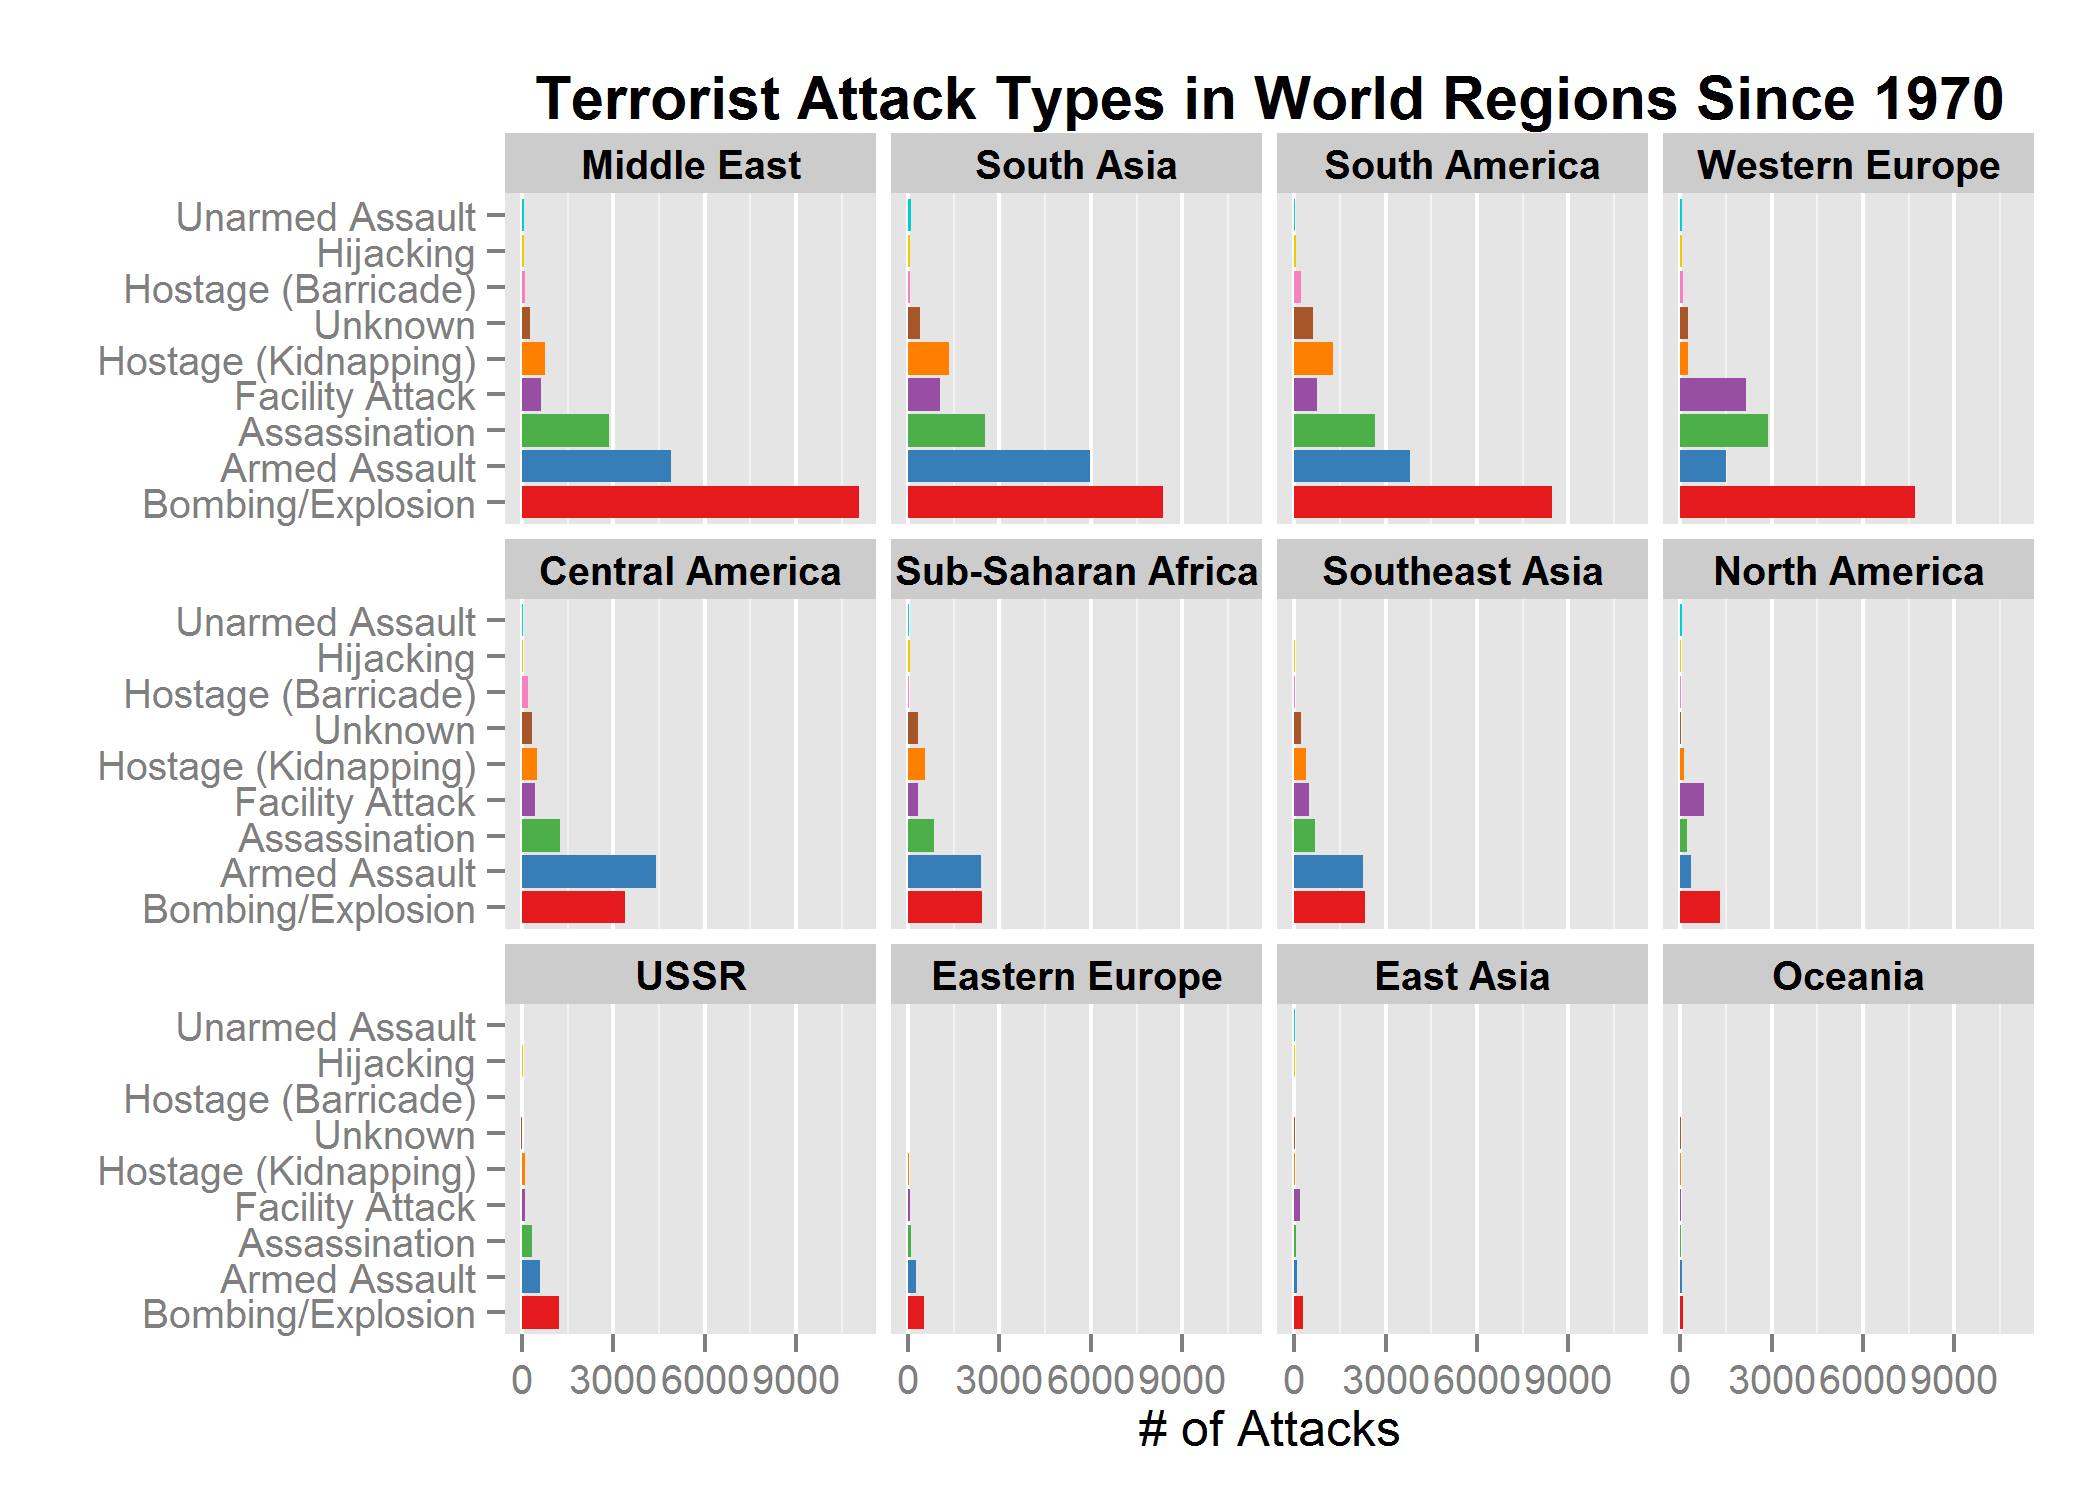 Terrorist Attack Types in World Regions Since 1970
Middle East South Asia South America Western Europe
Unarmed Assault
Hijacking
Hostage (Barricade)
Unknown
Hostage (Kidnapping)
Facility Attack
Assassination
Armed Assault
Bombing/Explosion
Central America Sub-Saharan Africa Southeast Asia North America
Unarmed Assault
Hijacking
Hostage (Barricade)
Unknown
Hostage (Kidnapping)
Facility Attack
Assassination
Armed Assault
Bombing/Explosion
USSR Eastern Europe East Asia Oceania
Unarmed Assault
Hijacking
Hostage (Barricade)
Unknown
Hostage (Kidnapping)
Facility Attack
Assassination
Armed Assault
Bombing/Explosion
0 3000 6000 9000 0 3000 6000 9000 0 3000 6000 9000 0 3000 6000 9000
# of Attacks